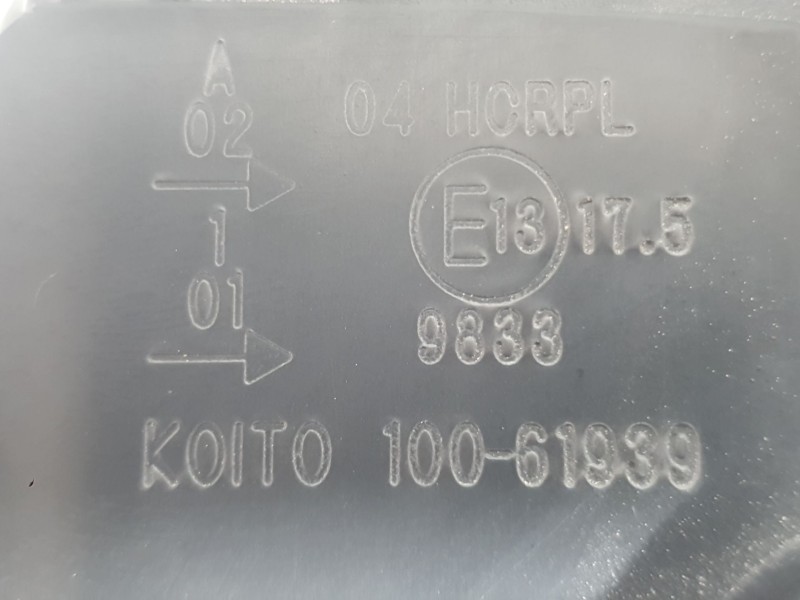 A
02
→
1
01
→
04 HCRPL
E13 17.5
9833
KOITO 100-61939